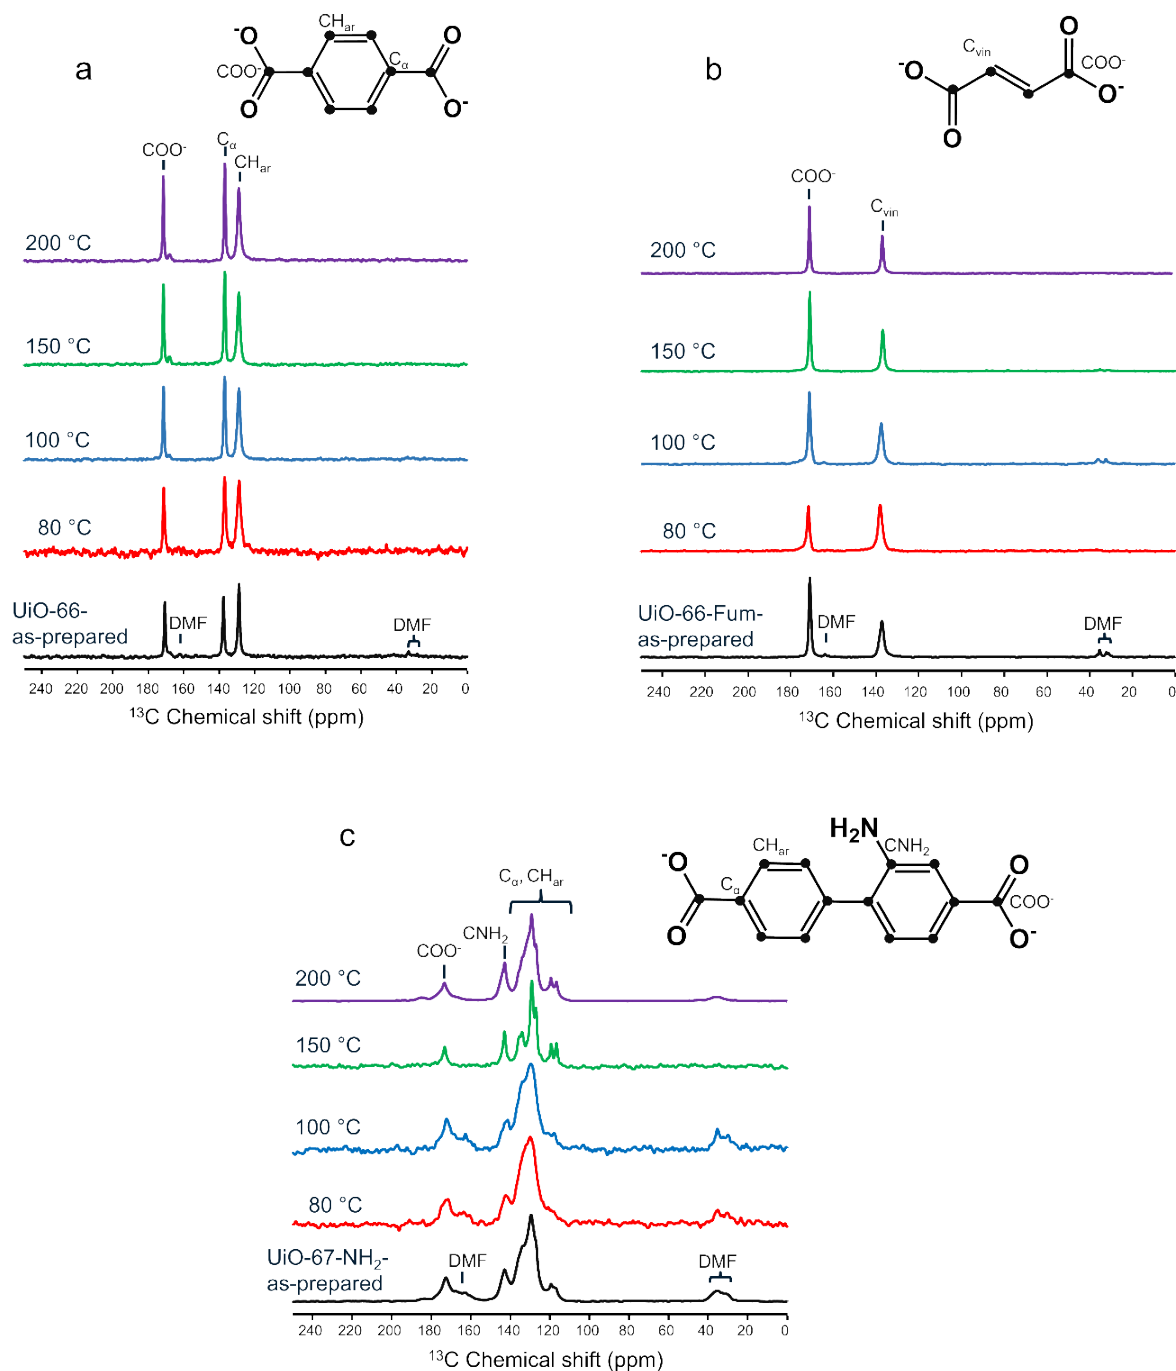 a
CHar
⁻O
O
Cα
COO⁻
O
O⁻
COO⁻
Cα
CHar
200 °C
150 °C
100 °C
80 °C
UiO-66-
as-prepared
DMF
DMF
240 220 200 180 160 140 120 100 80 60 40 20 0
¹³C Chemical shift (ppm)
b
O
Cvin
COO⁻
⁻O
O⁻
O
COO⁻
Cvin
200 °C
150 °C
100 °C
80 °C
UiO-66-Fum-
as-prepared
DMF
DMF
240 220 200 180 160 140 120 100 80 60 40 20 0
¹³C Chemical shift (ppm)
c
H₂N
CHar
CNH₂
⁻O
O
Cα
COO⁻
O
O⁻
Cα, CHar
CNH₂
COO⁻
200 °C
150 °C
100 °C
80 °C
UiO-67-NH₂-
as-prepared
DMF
DMF
240 220 200 180 160 140 120 100 80 60 40 20 0
¹³C Chemical shift (ppm)